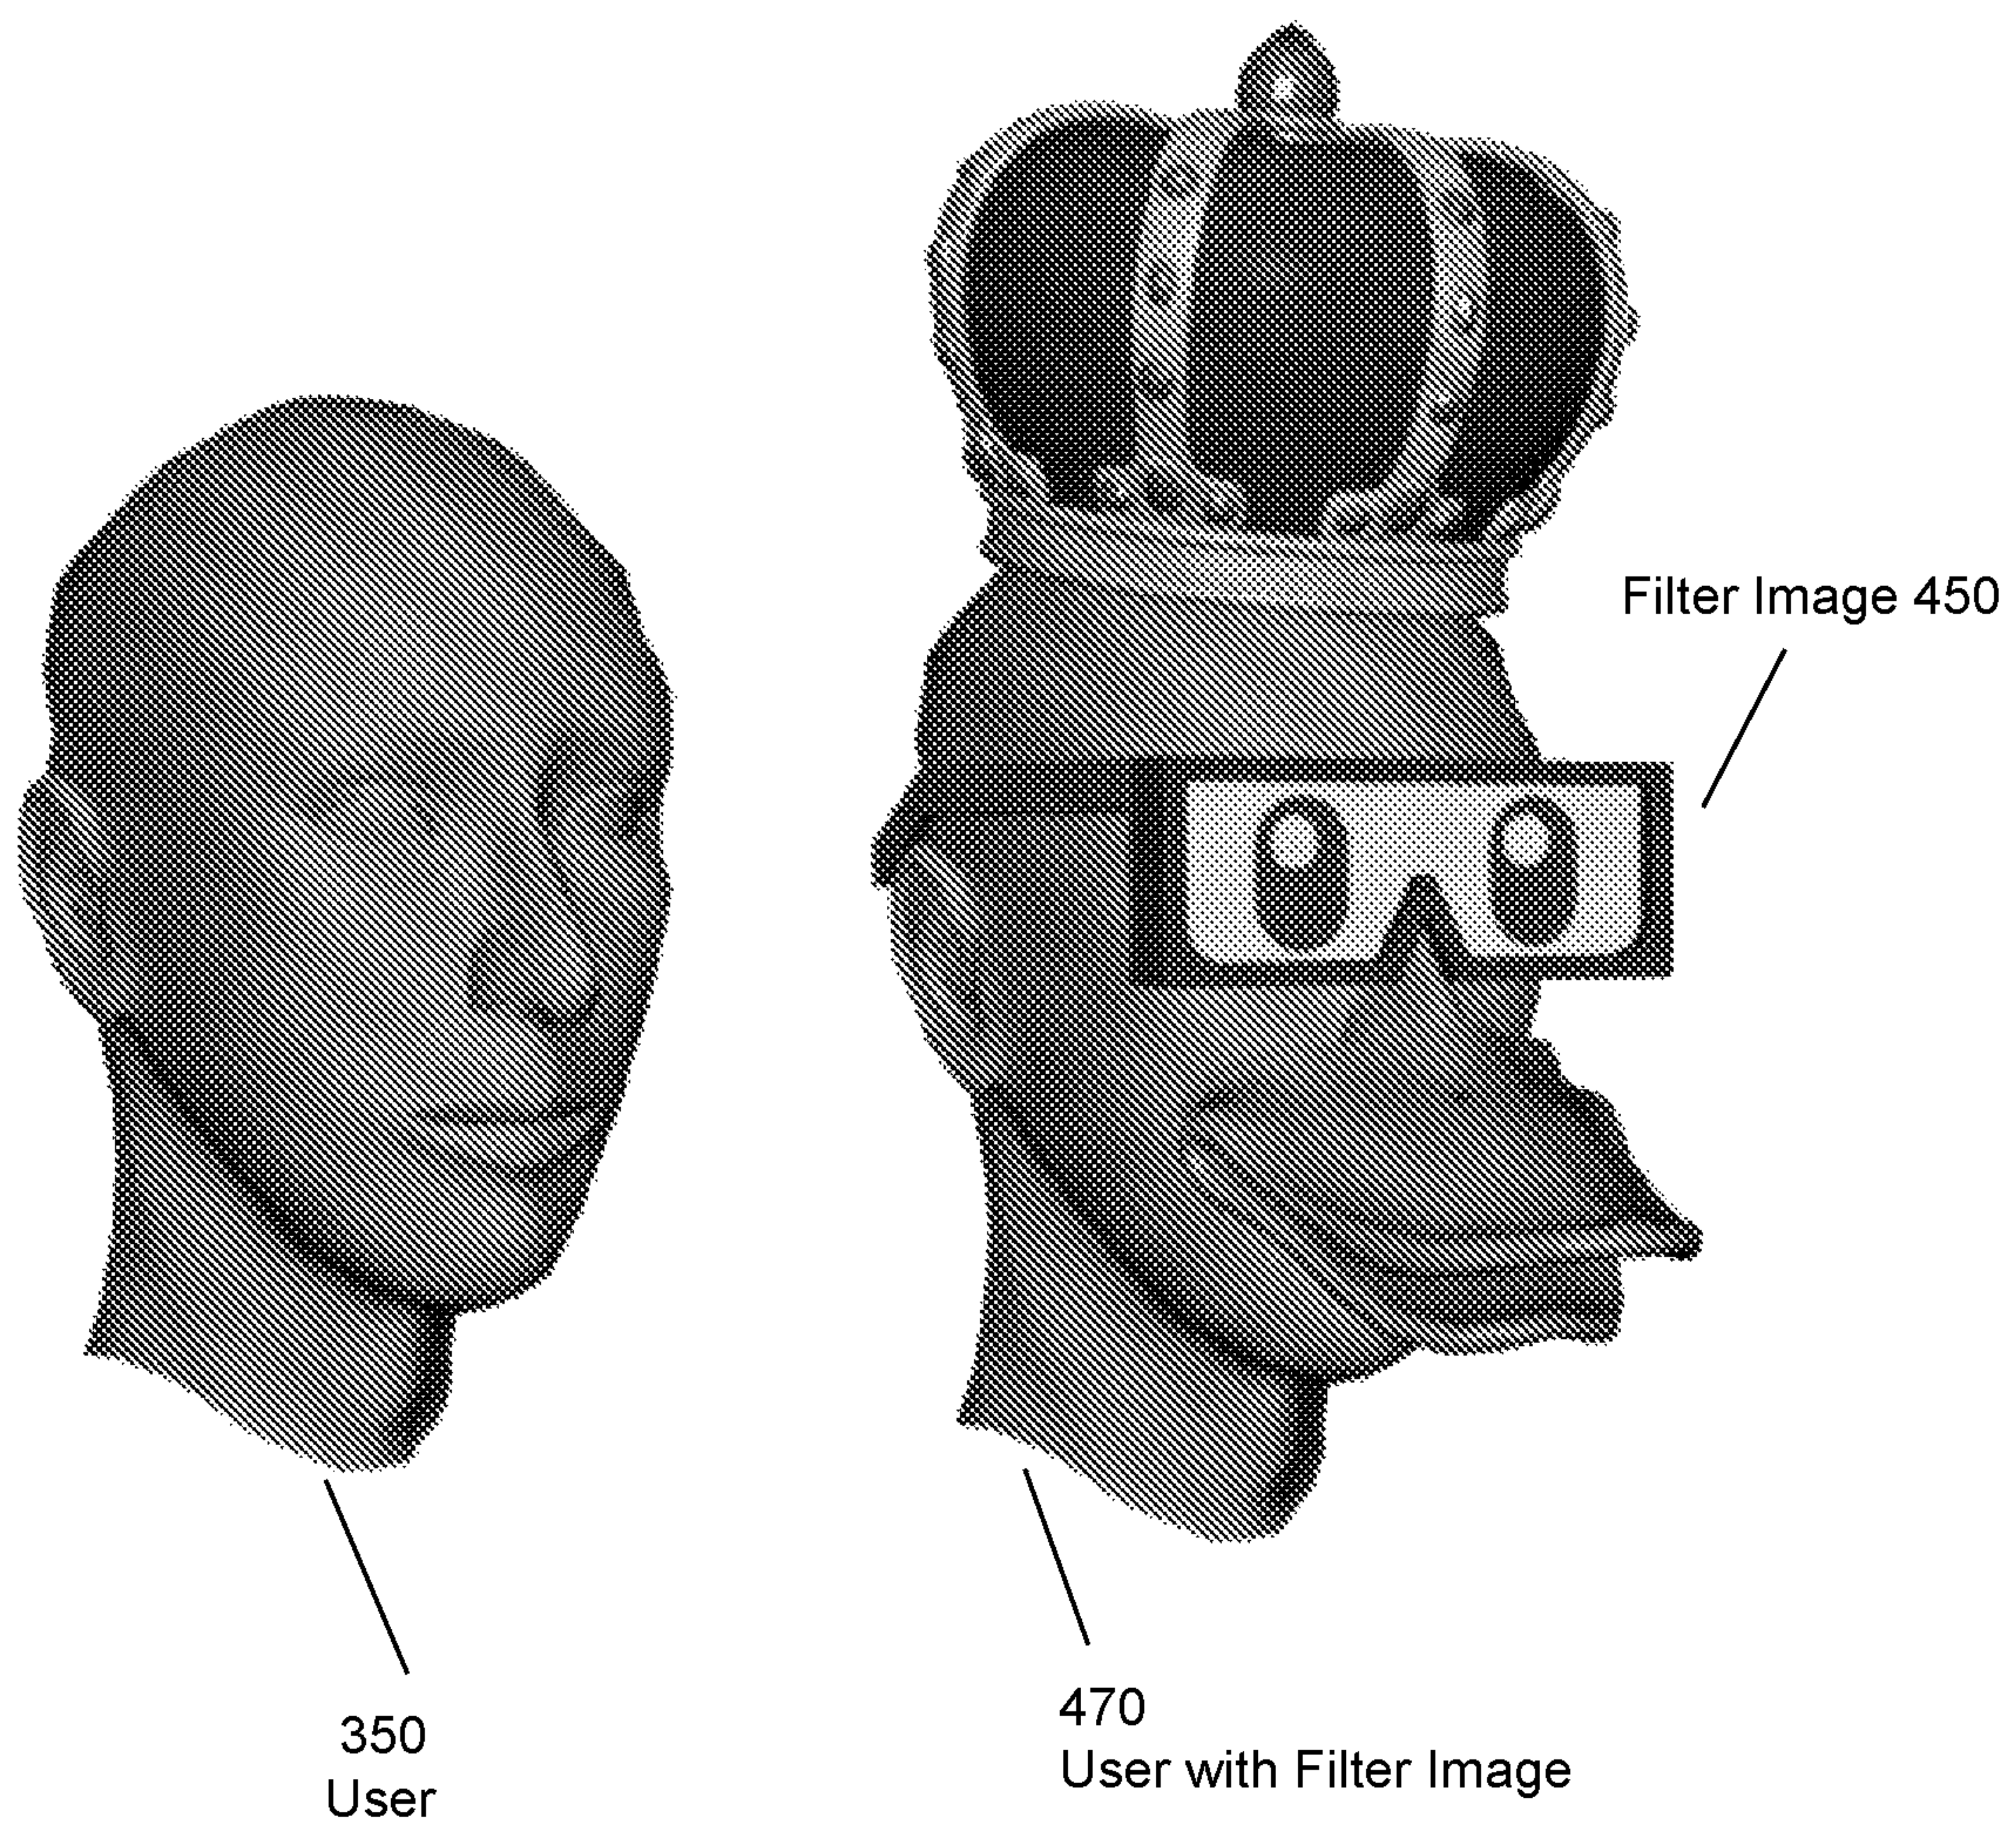 Filter Image 450
350
User
470
User with Filter Image